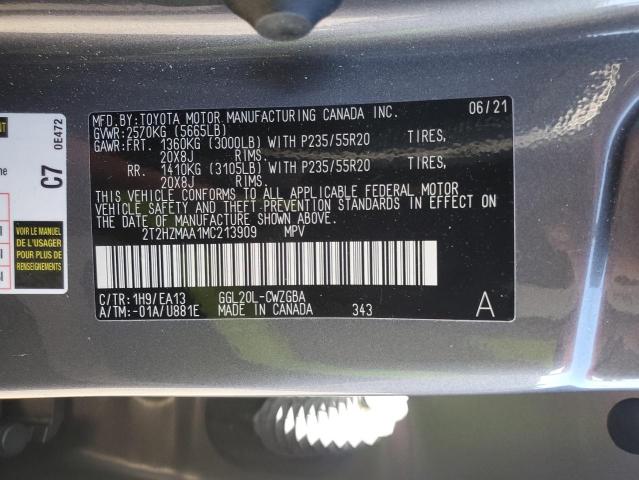 MFD.BY:TOYOTA MOTOR MANUFACTURING CANADA INC. 06/21
GVWR:2570KG (5665LB)
GAWR:FRT. 1360KG (3000LB) WITH P235/55R20 TIRES,
20X8J RIMS.
RR. 1410KG (3105LB) WITH P235/55R20 TIRES,
20X8J RIMS.
THIS VEHICLE CONFORMS TO ALL APPLICABLE FEDERAL MOTOR
VEHICLE SAFETY AND THEFT PREVENTION STANDARDS IN EFFECT ON
THE DATE OF MANUFACTURE SHOWN ABOVE.
2T2HZMAA1MC213909 MPV
C/TR:1H9/EA13 GGL20L-CWZGBA
A/TM:-01A/U881E MADE IN CANADA 343 A
C7
0E472
VOIR LE MANUEL
DE L'USAGER
POUR PLUS DE
RENSEIGNEMENTS